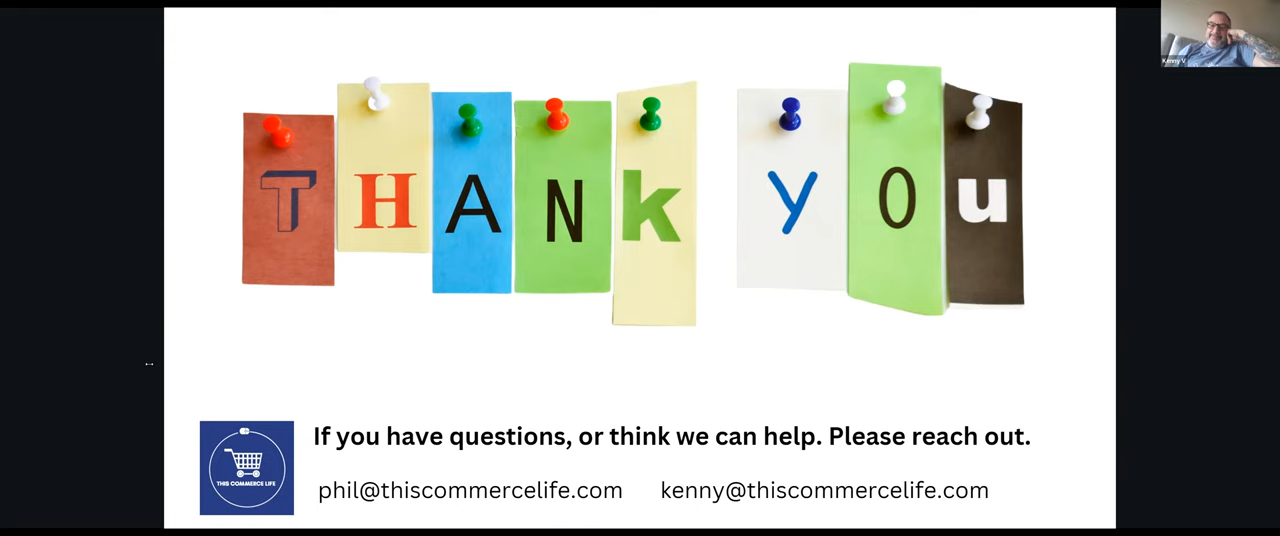 Kenny V
THANk yOu
If you have questions, or think we can help. Please reach out.
THIS COMMERCE LIFE
phil@thiscommercelife.com kenny@thiscommercelife.com